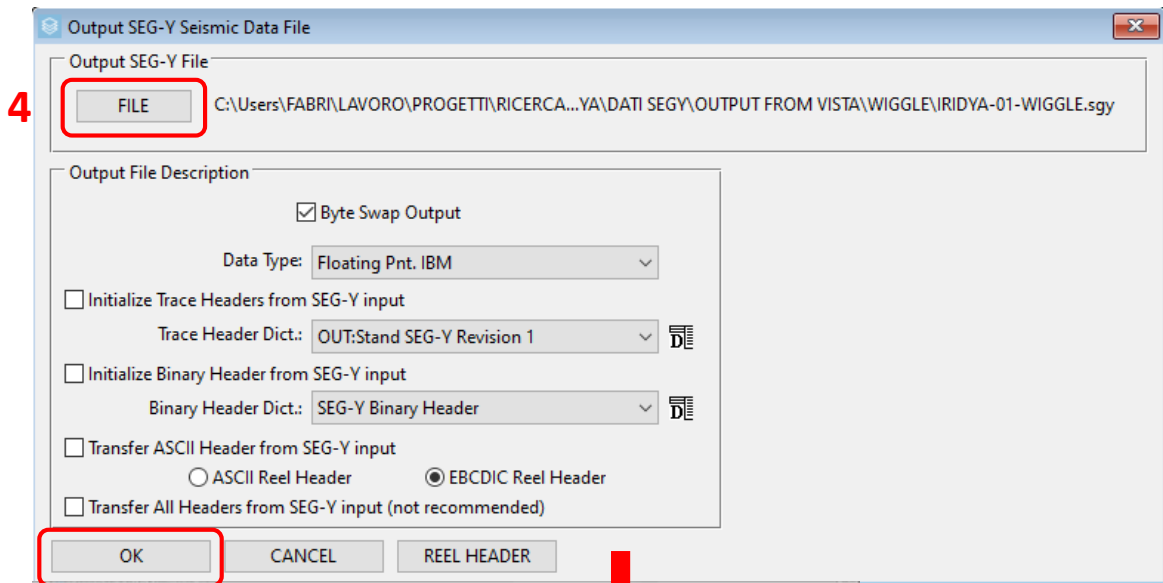 Output SEG-Y Seismic Data File
Output SEG-Y File
4
FILE C:\Users\FABRI\LAVORO\PROGETTI\RICERCA...YA\DATI SEGY\OUTPUT FROM VISTA\WIGGLE\IRIDYA-01-WIGGLE.sgy
Output File Description
Byte Swap Output
Data Type: Floating Pnt. IBM
Initialize Trace Headers from SEG-Y input
Trace Header Dict.: OUT:Stand SEG-Y Revision 1 D
Initialize Binary Header from SEG-Y input
Binary Header Dict.: SEG-Y Binary Header D
Transfer ASCII Header from SEG-Y input
ASCII Reel Header EBCDIC Reel Header
Transfer All Headers from SEG-Y input (not recommended)
OK CANCEL REEL HEADER